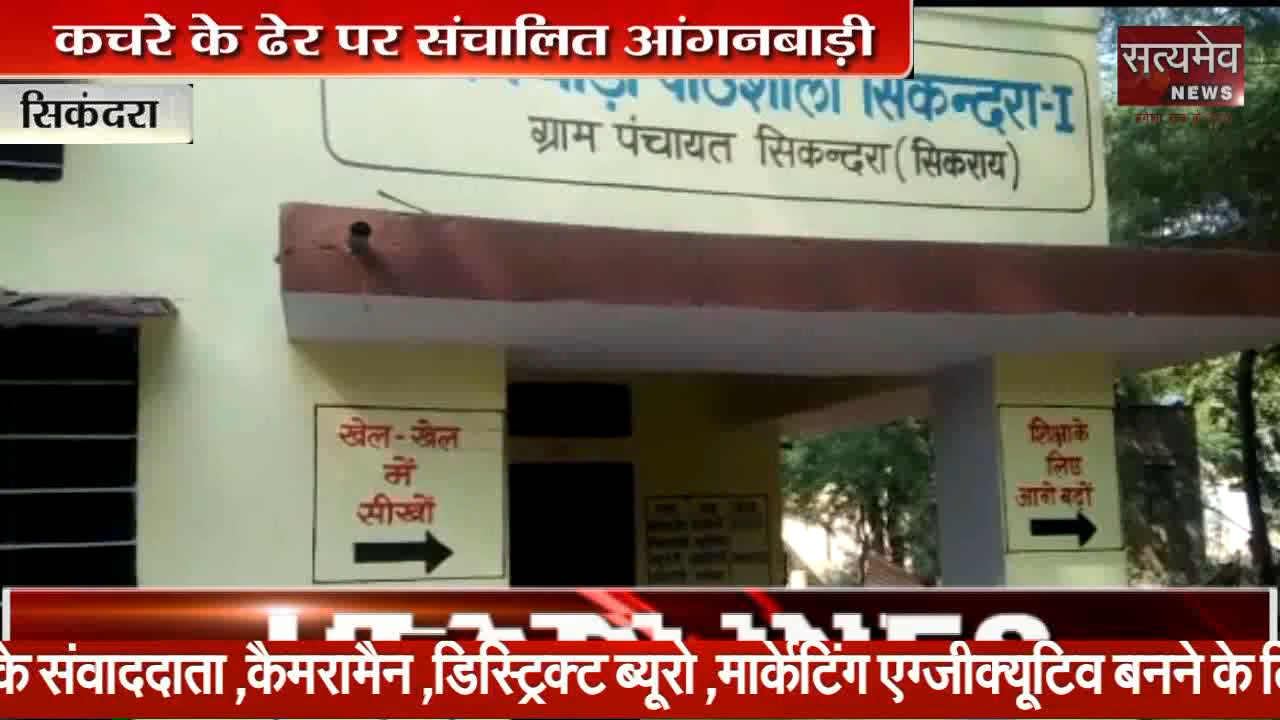 कचरे के ढेर पर संचालित आंगनबाड़ी
सत्यमेव
NEWS
सिकंदरा
पाठशाला सिकन्दरा-I
ग्राम पंचायत सिकन्दरा (सिकराय)
खेल-खेल
में
सीखों
शिक्षा के
लिए
आगे बढ़ों
के संवाददाता ,कैमरामैन ,डिस्ट्रिक्ट ब्यूरो ,मार्केटिंग एग्जीक्यूटिव बनने के